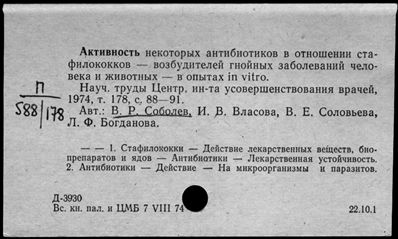 Активность некоторых антибиотиков в отношении ста-
филококков — возбудителей гнойных заболеваний чело-
века и животных — в опытах in vitro.
Науч. труды Центр. ин-та усовершенствования врачей,
1974, т. 178, с. 88—91.
П
588/178
Авт.: В. Р. Соболев, И. В. Власова, В. Е. Соловьева,
Л. Ф. Богданова.
— — 1. Стафилококки — Действие лекарственных веществ, био-
препаратов и ядов — Антибиотики — Лекарственная устойчивость.
2. Антибиотики — Действие — На микроорганизмы и паразитов.
Д-3930
Вс. кн. пал. и ЦМБ 7 VIII 74
22.10.1